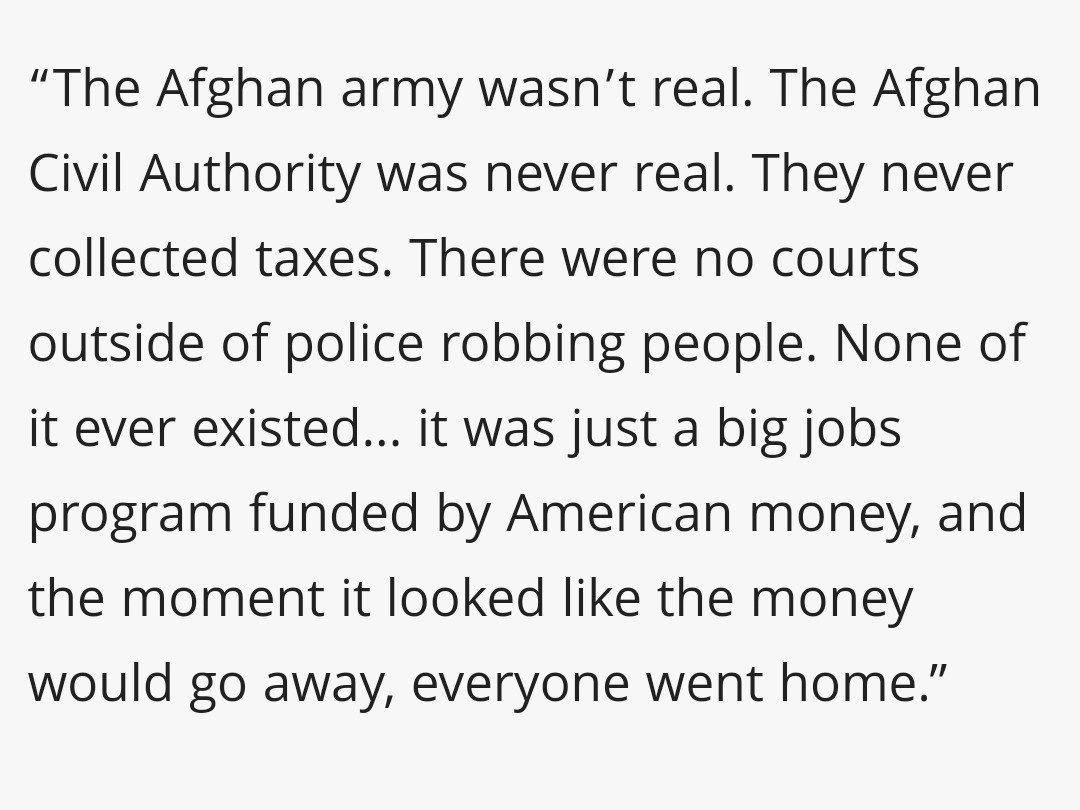 “The Afghan army wasn’t real. The Afghan
Civil Authority was never real. They never
collected taxes. There were no courts
outside of police robbing people. None of
it ever existed... it was just a big jobs
program funded by American money, and
the moment it looked like the money
would go away, everyone went home.”